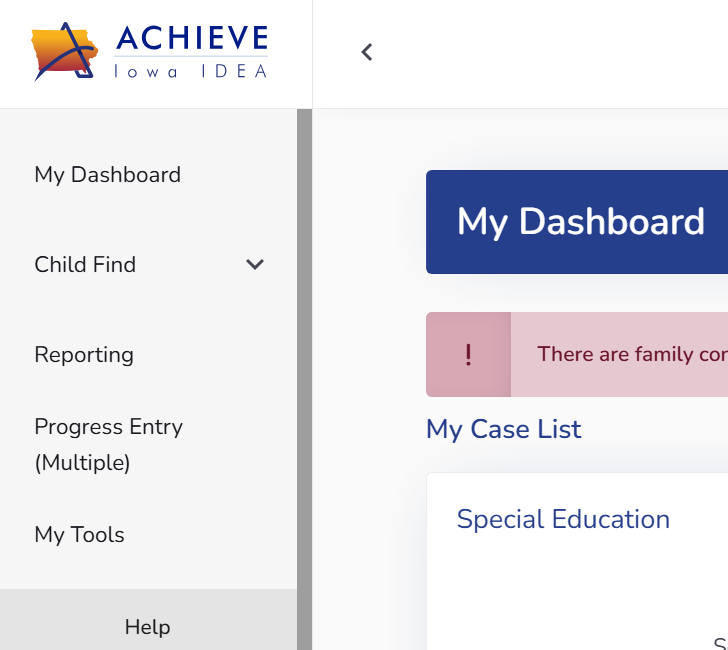 ACHIEVE
Iowa IDEA
My Dashboard
Child Find
Reporting
Progress Entry
(Multiple)
My Tools
Help
My Dashboard
!
There are family
My Case List
Special Education